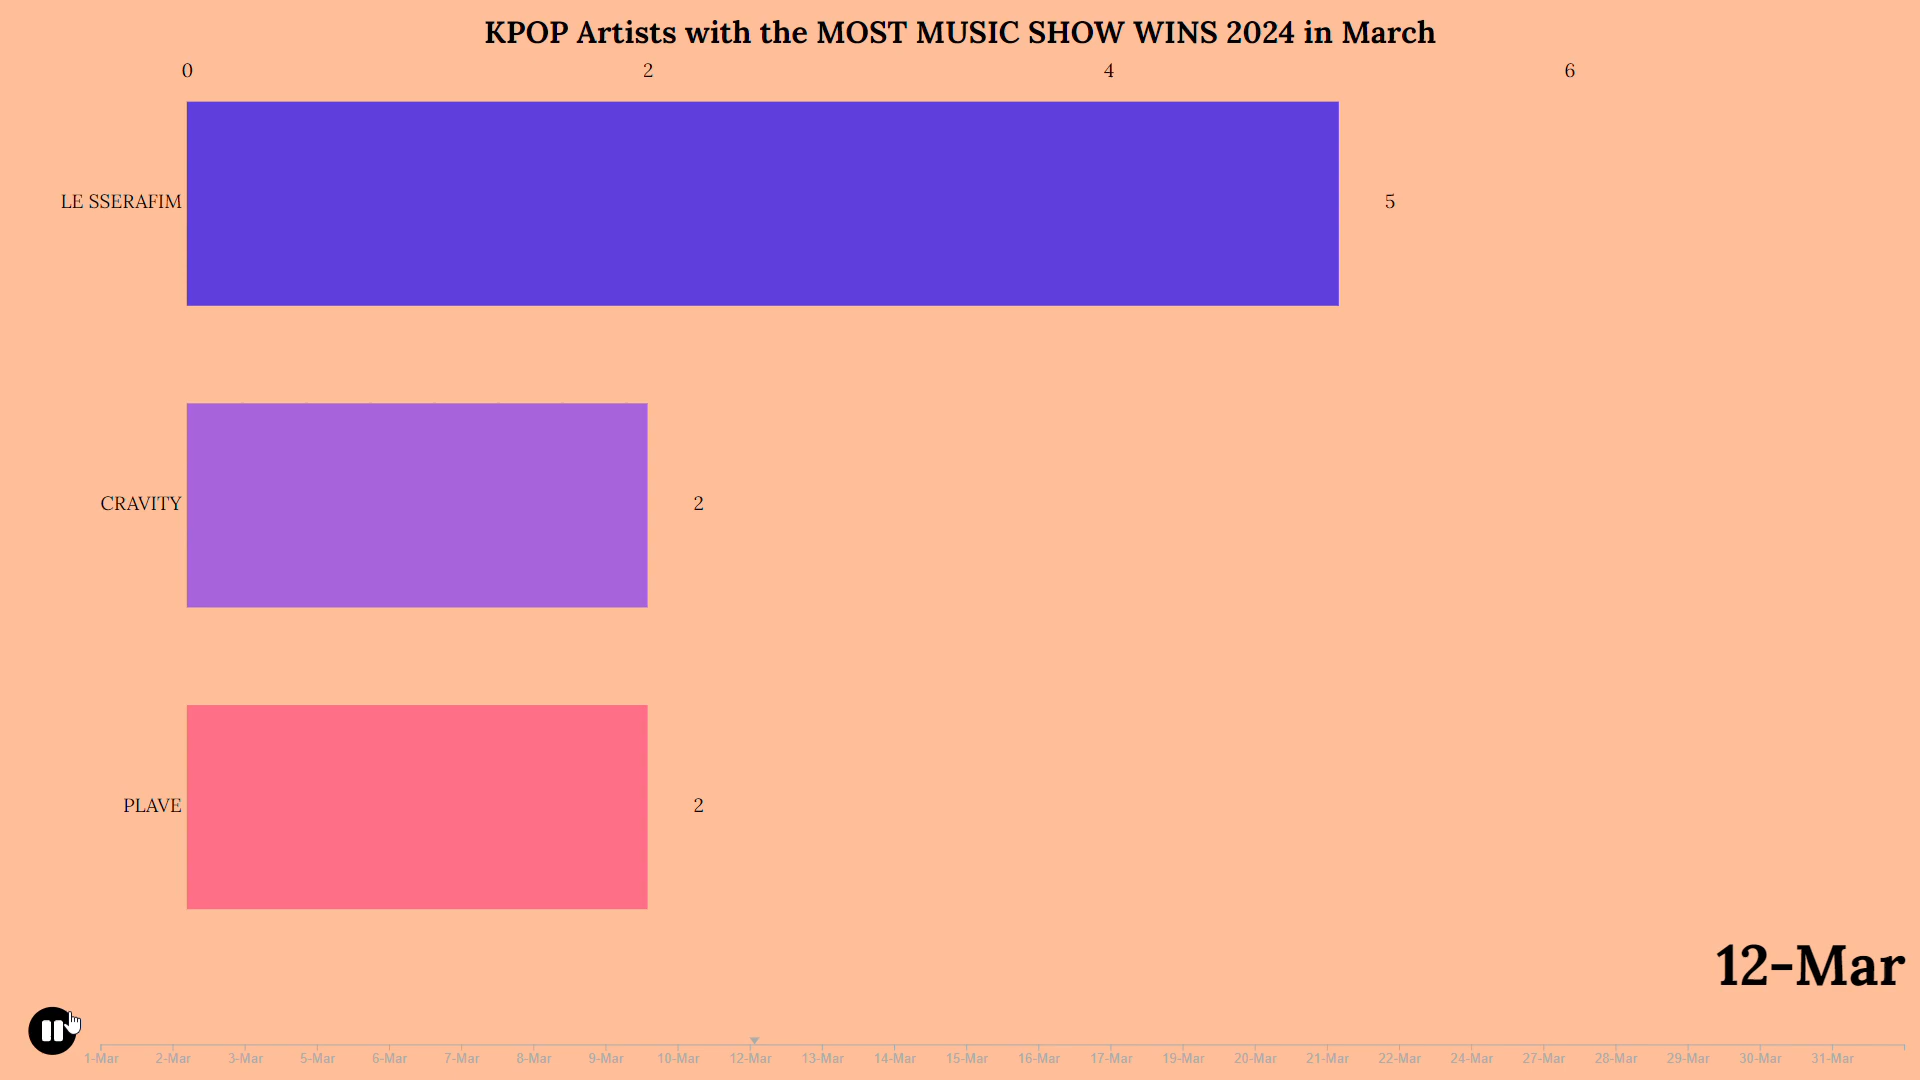 KPOP Artists with the MOST MUSIC SHOW WINS 2024 in March
0 2 4 6
LE SSERAFIM 5
CRAVITY 2
PLAVE 2
12-Mar
1-Mar 2-Mar 3-Mar 5-Mar 6-Mar 7-Mar 8-Mar 9-Mar 10-Mar 12-Mar 13-Mar 14-Mar 15-Mar 16-Mar 17-Mar 19-Mar 20-Mar 21-Mar 22-Mar 24-Mar 27-Mar 28-Mar 29-Mar 30-Mar 31-Mar